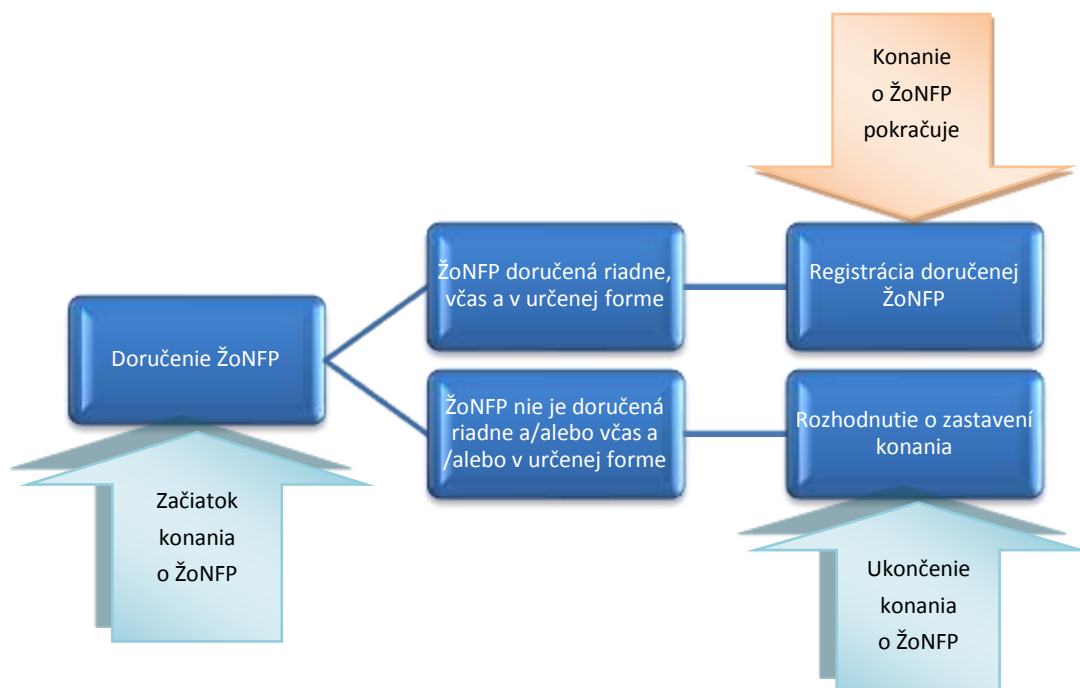 Konanie
o ŽoNFP
pokračuje
ŽoNFP doručená riadne,
včas a v určenej forme
Registrácia doručenej
ŽoNFP
Doručenie ŽoNFP
ŽoNFP nie je doručená
riadne a/alebo včas a
/alebo v určenej forme
Rozhodnutie o zastavení
konania
Začiatok
konania
o ŽoNFP
Ukončenie
konania
o ŽoNFP